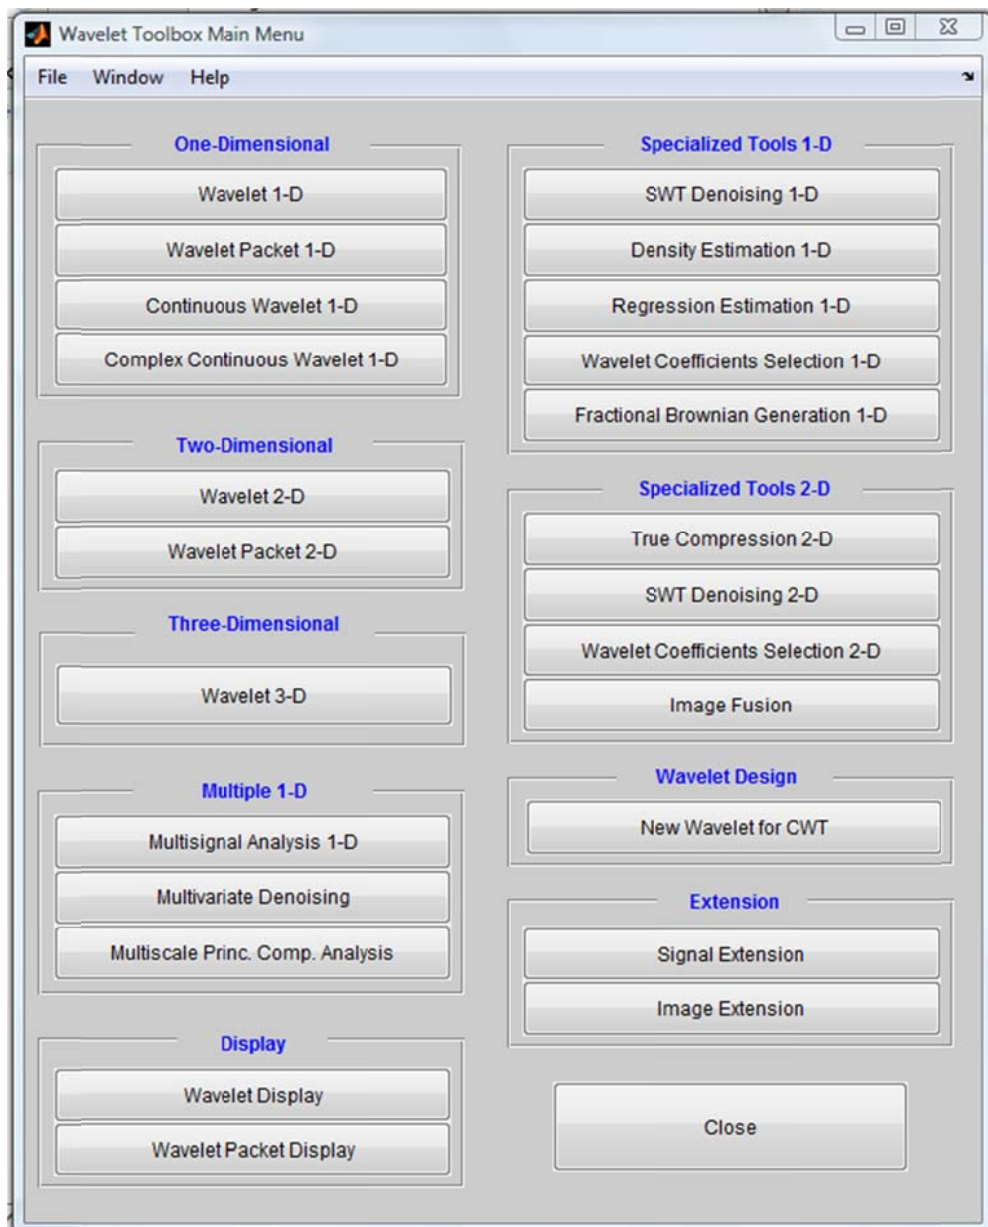 Wavelet Toolbox Main Menu
File Window Help
One-Dimensional
Wavelet 1-D
Wavelet Packet 1-D
Continuous Wavelet 1-D
Complex Continuous Wavelet 1-D
Two-Dimensional
Wavelet 2-D
Wavelet Packet 2-D
Three-Dimensional
Wavelet 3-D
Multiple 1-D
Multisignal Analysis 1-D
Multivariate Denoising
Multiscale Princ. Comp. Analysis
Display
Wavelet Display
Wavelet Packet Display
Specialized Tools 1-D
SWT Denoising 1-D
Density Estimation 1-D
Regression Estimation 1-D
Wavelet Coefficients Selection 1-D
Fractional Brownian Generation 1-D
Specialized Tools 2-D
True Compression 2-D
SWT Denoising 2-D
Wavelet Coefficients Selection 2-D
Image Fusion
Wavelet Design
New Wavelet for CWT
Extension
Signal Extension
Image Extension
Close